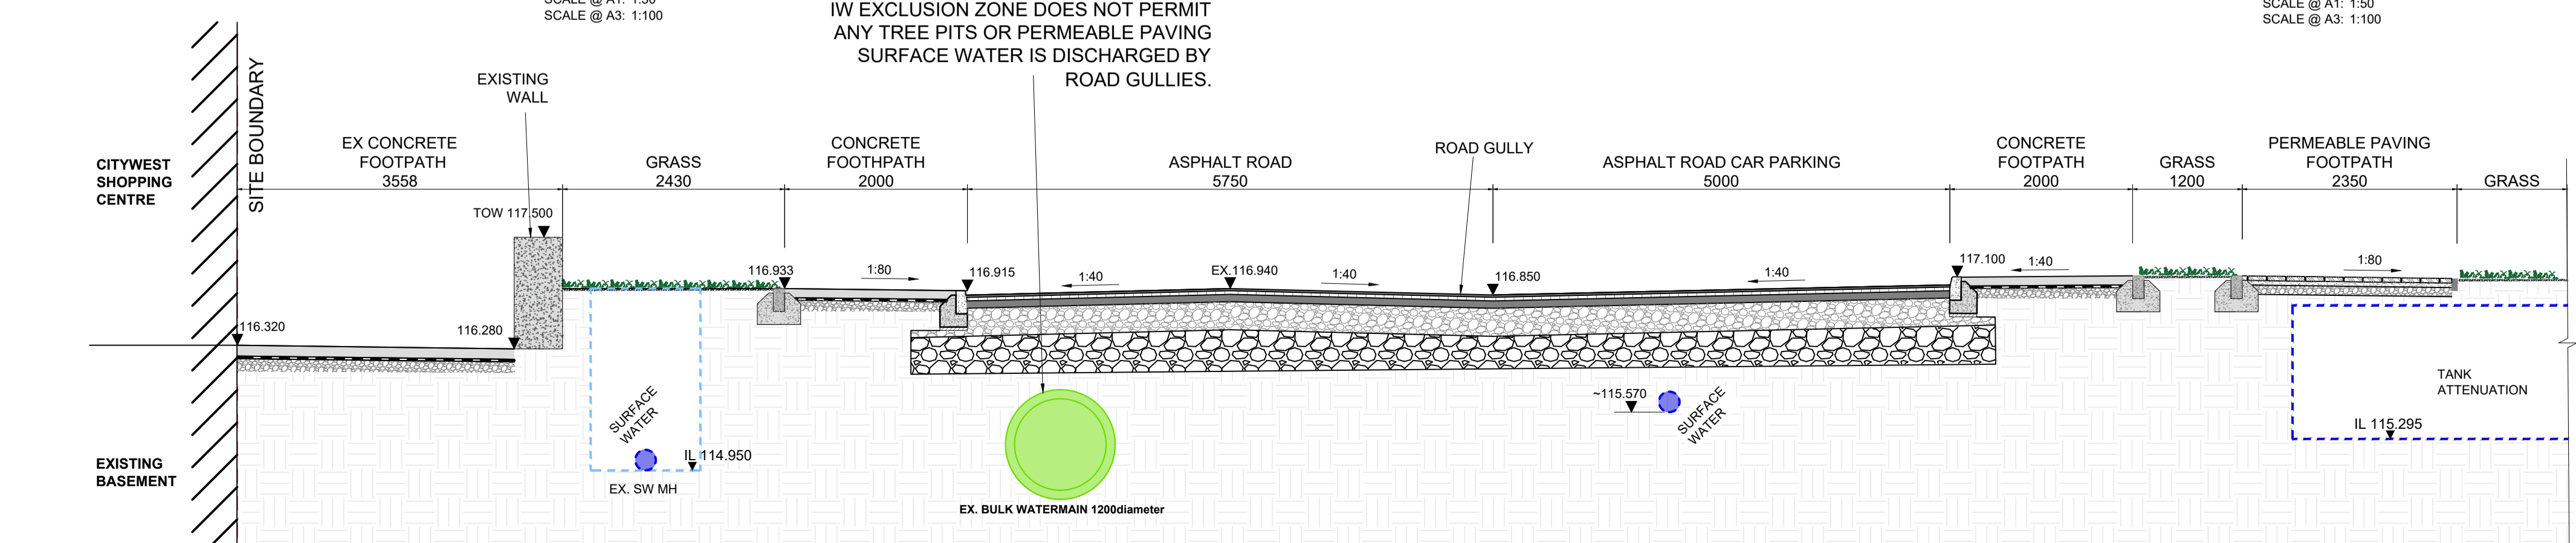 SCALE @ A1: 1:50
SCALE @ A3: 1:100
IW EXCLUSION ZONE DOES NOT PERMIT
ANY TREE PITS OR PERMEABLE PAVING
SURFACE WATER IS DISCHARGED BY
ROAD GULLIES.
SCALE @ A1: 1:50
SCALE @ A3: 1:100
CITYWEST
SHOPPING
CENTRE
SITE BOUNDARY
EXISTING
WALL
EX CONCRETE
FOOTPATH
3558
GRASS
2430
CONCRETE
FOOTHPATH
2000
ASPHALT ROAD
5750
ROAD GULLY
ASPHALT ROAD CAR PARKING
5000
CONCRETE
FOOTPATH
2000
GRASS
1200
PERMEABLE PAVING
FOOTPATH
2350
GRASS
TOW 117.500
116.320
116.280
116.933
1:80
116.915
1:40
EX.116.940
1:40
116.850
1:40
117.100
1:40
1:80
SURFACE
WATER
IL 114.950
EX. SW MH
EX. BULK WATERMAIN 1200diameter
~115.570
SURFACE
WATER
TANK
ATTENUATION
IL 115.295
EXISTING
BASEMENT